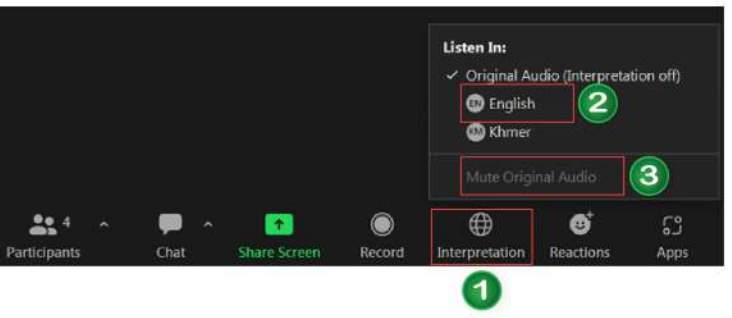 Listen In:
✓ Original Audio (Interpretation off)
EN English
2
KM Khmer
Mute Original Audio
3
4
Participants
Chat
Share Screen
Record
Interpretation
Reactions
Apps
1